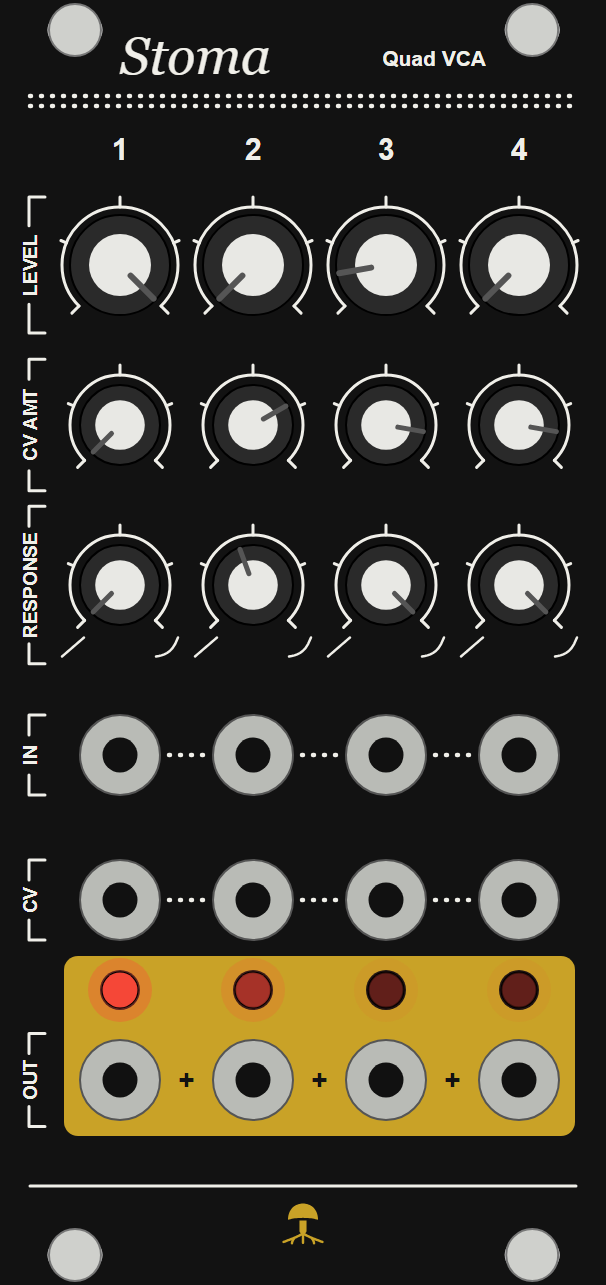 Stoma
Quad VCA
1 2 3 4
LEVEL
CV AMT
RESPONSE
IN
CV
OUT
+ + +